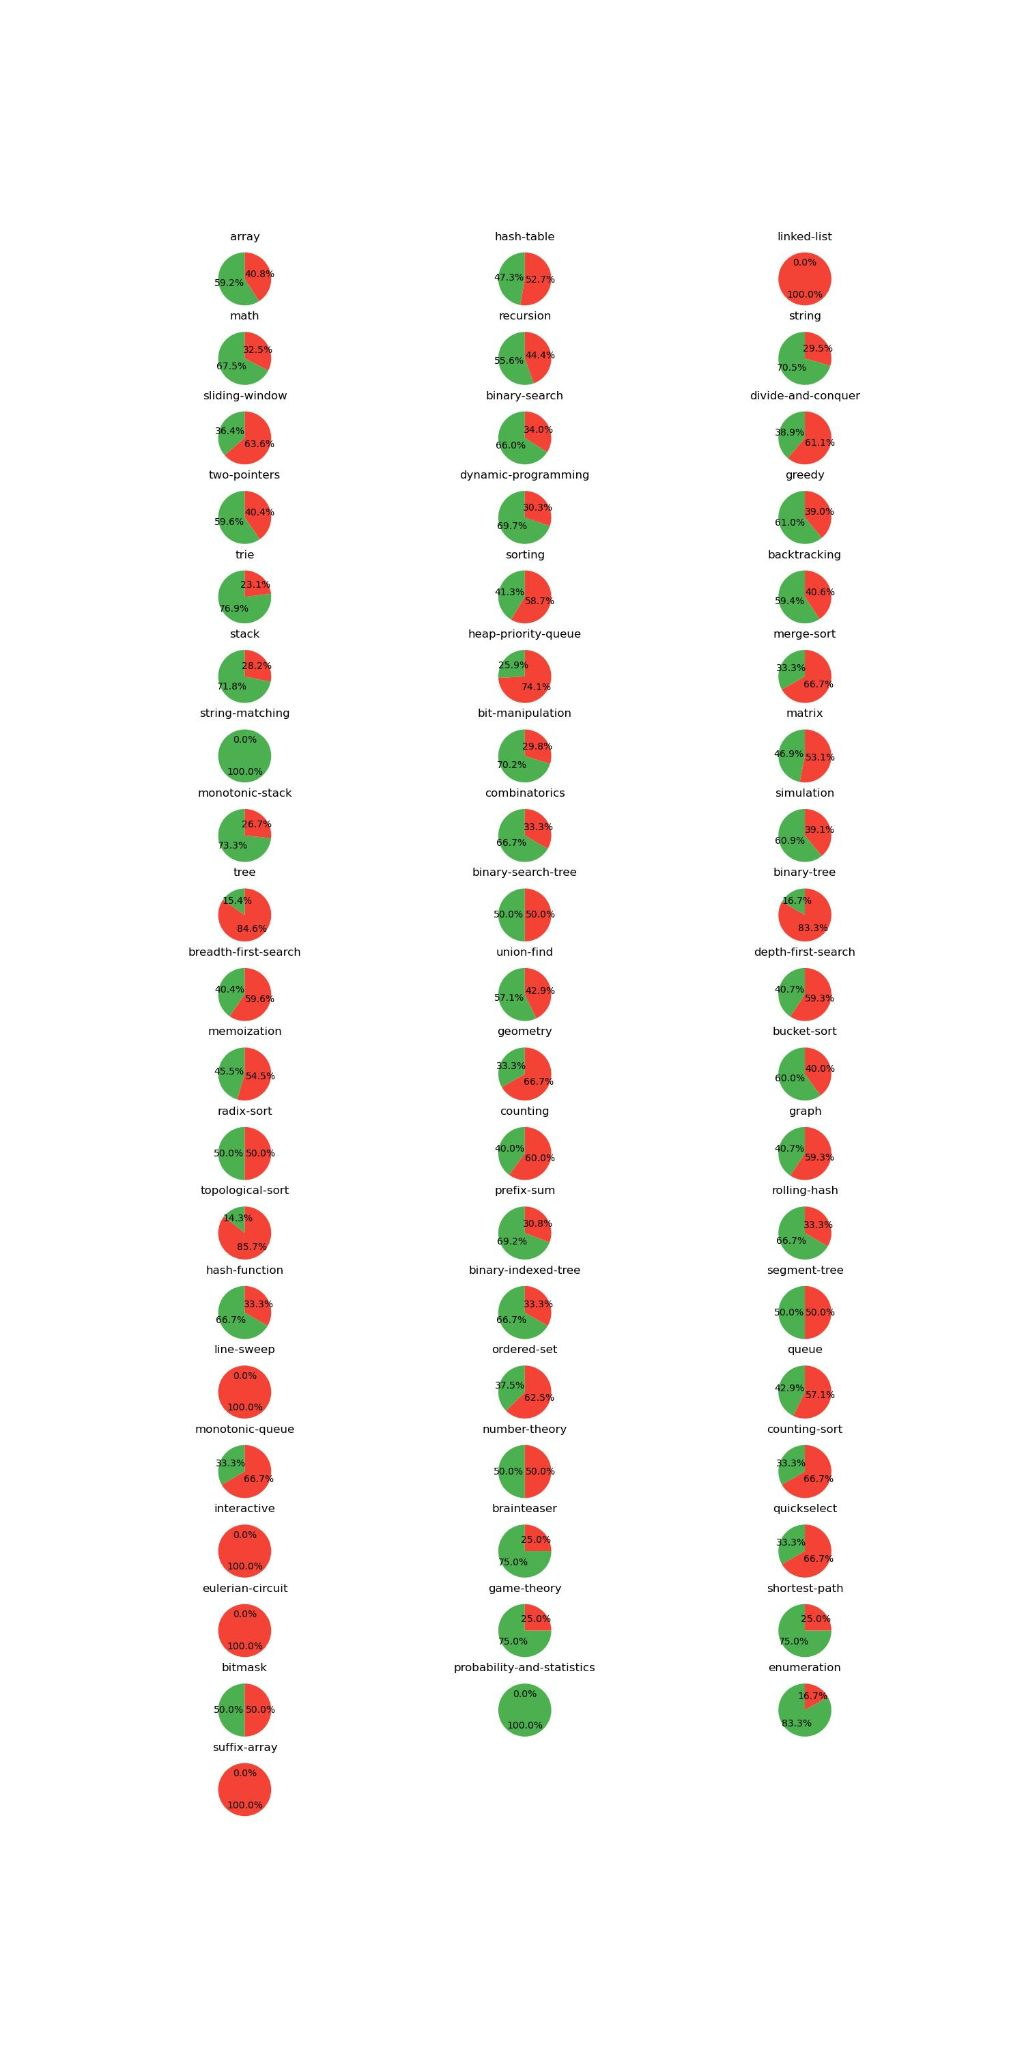 array hash-table linked-list
59.2% 40.8% 47.3% 52.7% 0.0% 100.0%
math recursion string
67.5% 32.5% 55.6% 44.4% 70.5% 29.5%
sliding-window binary-search divide-and-conquer
36.4% 63.6% 66.0% 34.0% 38.9% 61.1%
two-pointers dynamic-programming greedy
59.6% 40.4% 69.7% 30.3% 61.0% 39.0%
trie sorting backtracking
76.9% 23.1% 41.3% 58.7% 59.4% 40.6%
stack heap-priority-queue merge-sort
71.8% 28.2% 25.9% 74.1% 33.3% 66.7%
string-matching bit-manipulation matrix
0.0% 100.0% 70.2% 29.8% 46.9% 53.1%
monotonic-stack combinatorics simulation
73.3% 26.7% 66.7% 33.3% 60.9% 39.1%
tree binary-search-tree binary-tree
15.4% 84.6% 50.0% 50.0% 16.7% 83.3%
breadth-first-search union-find depth-first-search
40.4% 59.6% 57.1% 42.9% 40.7% 59.3%
memoization geometry bucket-sort
45.5% 54.5% 33.3% 66.7% 60.0% 40.0%
radix-sort counting graph
50.0% 50.0% 40.0% 60.0% 40.7% 59.3%
topological-sort prefix-sum rolling-hash
14.3% 85.7% 69.2% 30.8% 66.7% 33.3%
hash-function binary-indexed-tree segment-tree
66.7% 33.3% 66.7% 33.3% 50.0% 50.0%
line-sweep ordered-set queue
0.0% 100.0% 37.5% 62.5% 42.9% 57.1%
monotonic-queue number-theory counting-sort
33.3% 66.7% 50.0% 50.0% 33.3% 66.7%
interactive brainteaser quickselect
0.0% 100.0% 75.0% 25.0% 33.3% 66.7%
eulerian-circuit game-theory shortest-path
0.0% 100.0% 75.0% 25.0% 75.0% 25.0%
bitmask probability-and-statistics enumeration
50.0% 50.0% 0.0% 100.0% 83.3% 16.7%
suffix-array
0.0% 100.0%